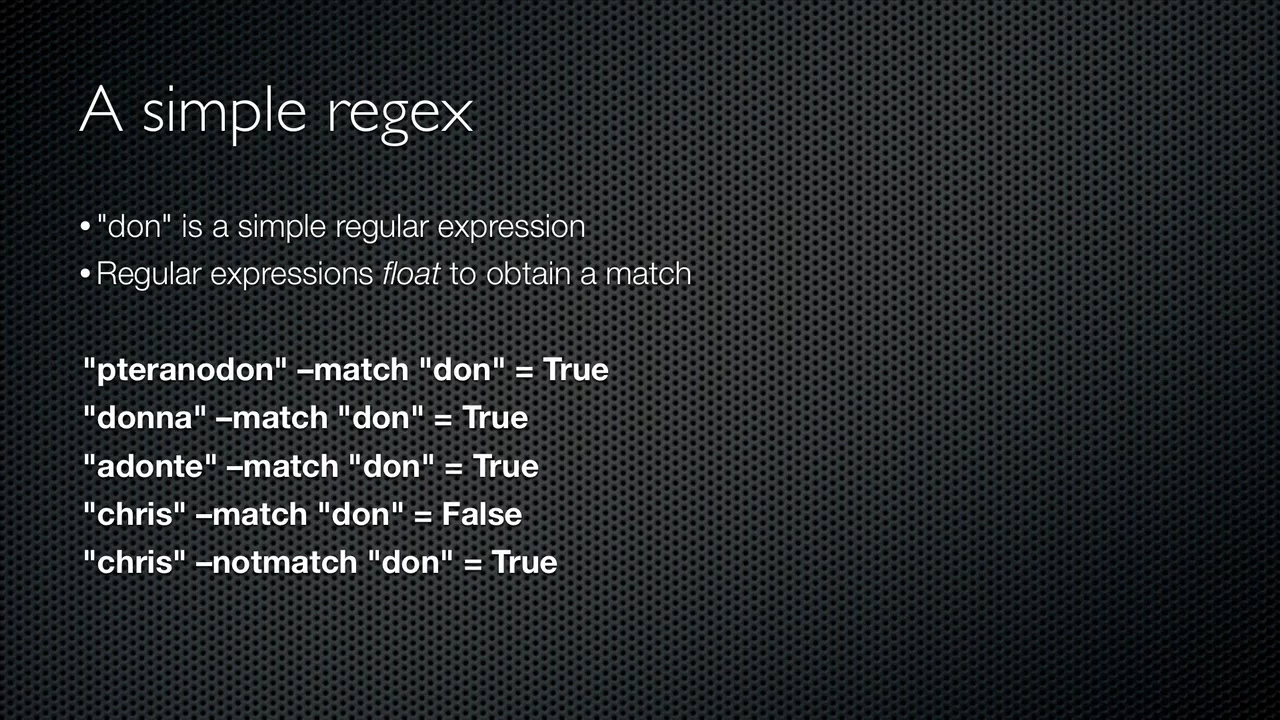 A simple regex
• "don" is a simple regular expression
• Regular expressions float to obtain a match
"pteranodon" –match "don" = True
"donna" –match "don" = True
"adonte" –match "don" = True
"chris" –match "don" = False
"chris" –notmatch "don" = True